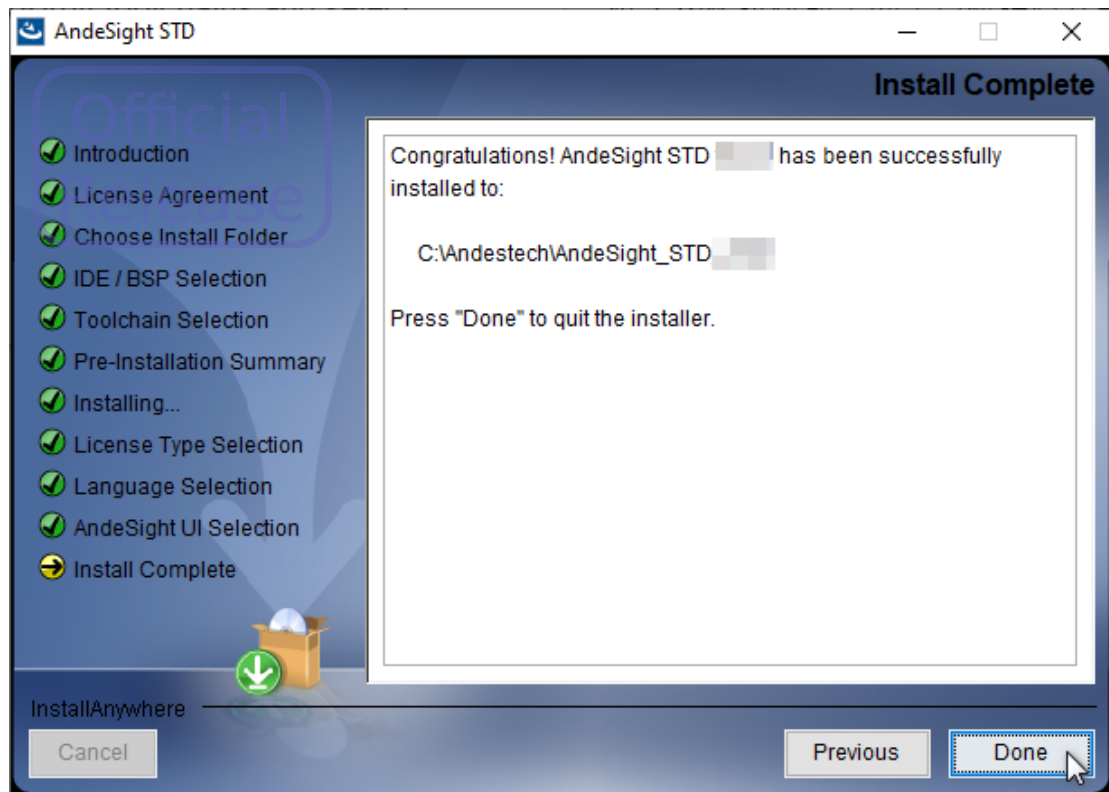 AndeSight STD
Install Complete
Official
Release
Introduction
License Agreement
Choose Install Folder
IDE / BSP Selection
Toolchain Selection
Pre-Installation Summary
Installing...
License Type Selection
Language Selection
AndeSight UI Selection
Install Complete
Congratulations! AndeSight STD has been successfully
installed to:
C:\Andestech\AndeSight_STD
Press "Done" to quit the installer.
InstallAnywhere
Cancel
Previous
Done